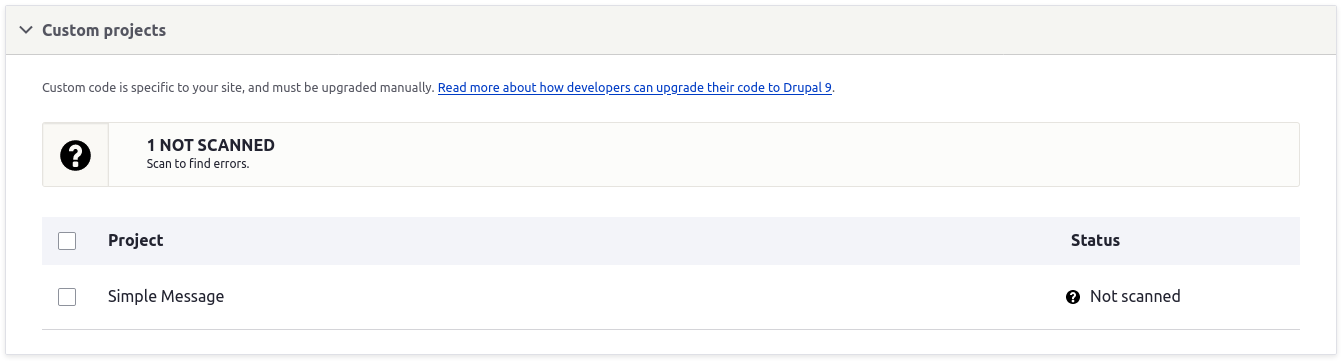 Custom projects
Custom code is specific to your site, and must be upgraded manually. Read more about how developers can upgrade their code to Drupal 9.
1 NOT SCANNED
Scan to find errors.
Project Status
Simple Message Not scanned